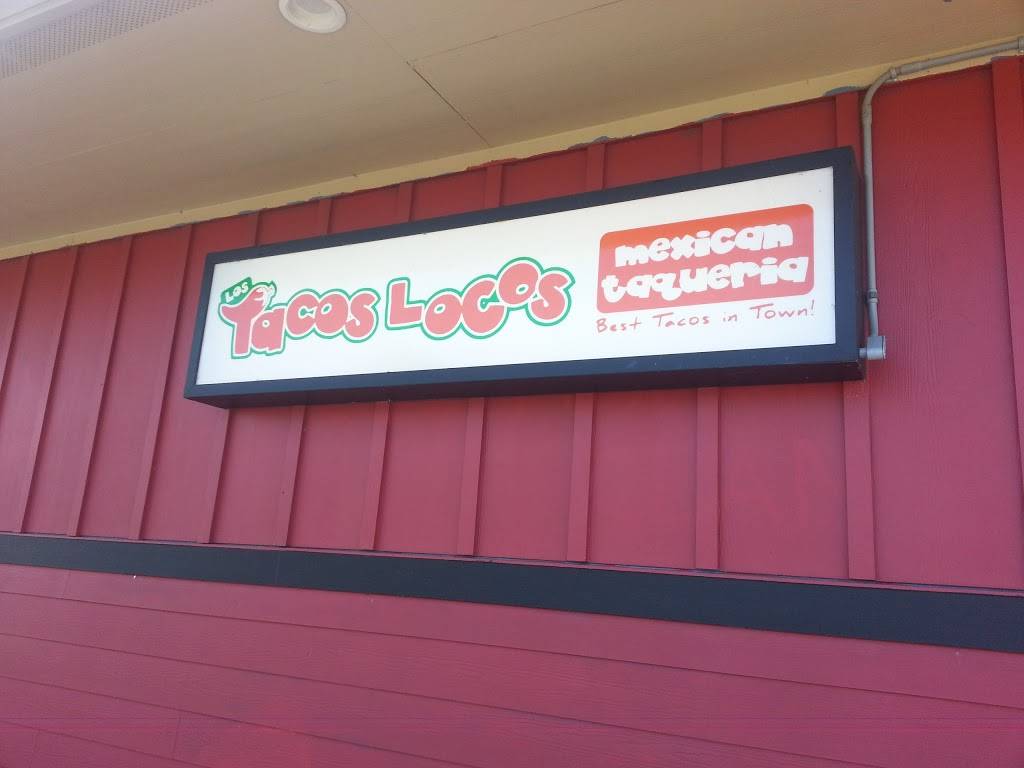 Los
Tacos Locos
mexican
taqueria
Best Tacos in Town!